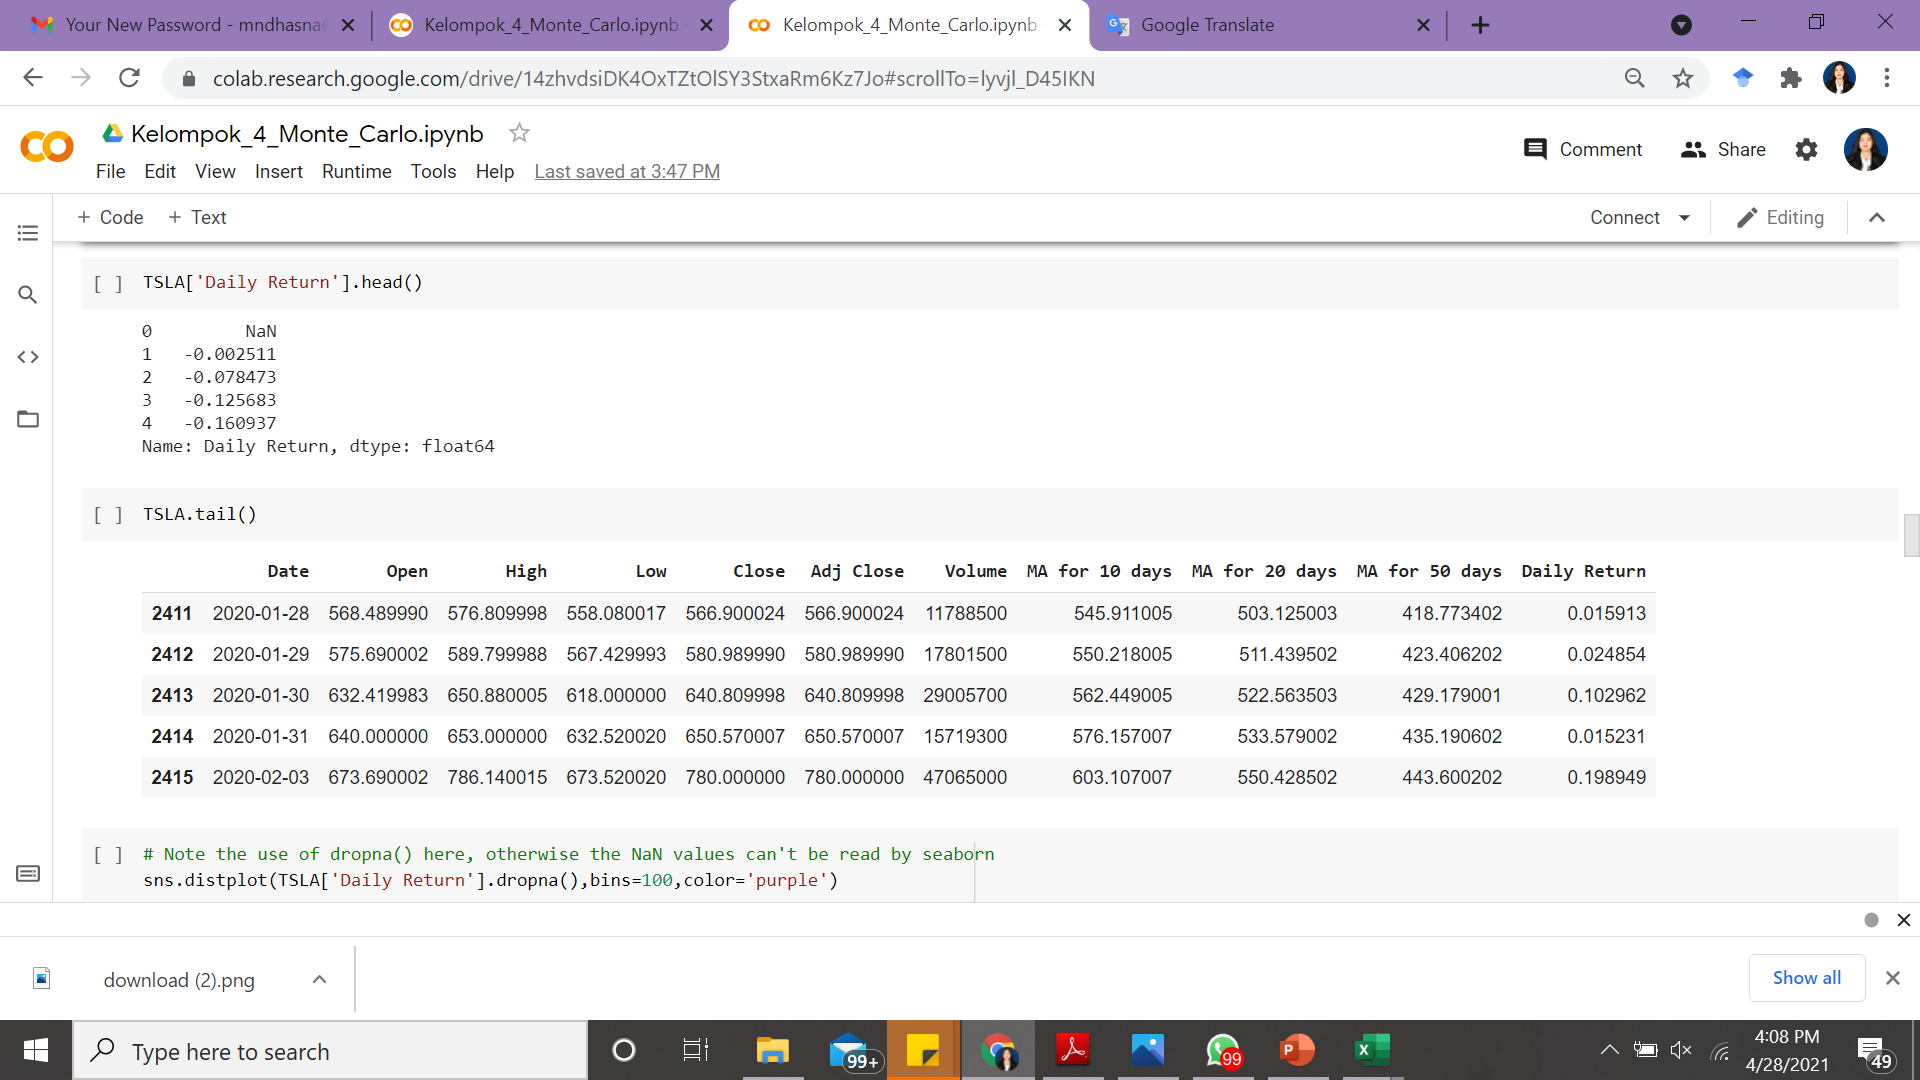 Your New Password - mndhasna
Kelompok_4_Monte_Carlo.ipynb
Kelompok_4_Monte_Carlo.ipynb
Google Translate
colab.research.google.com/drive/14zhvdsiDK4OxTZtOlSY3StxaRm6Kz7Jo#scrollTo=lyvjl_D45IKN
Kelompok_4_Monte_Carlo.ipynb
Comment Share
File Edit View Insert Runtime Tools Help Last saved at 3:47 PM
+ Code + Text Connect Editing
[ ] TSLA['Daily Return'].head()
0 NaN
1 -0.002511
2 -0.078473
3 -0.125683
4 -0.160937
Name: Daily Return, dtype: float64
[ ] TSLA.tail()
Date Open High Low Close Adj Close Volume MA for 10 days MA for 20 days MA for 50 days Daily Return
2411 2020-01-28 568.489990 576.809998 558.080017 566.900024 566.900024 11788500 545.911005 503.125003 418.773402 0.015913
2412 2020-01-29 575.690002 589.799988 567.429993 580.989990 580.989990 17801500 550.218005 511.439502 423.406202 0.024854
2413 2020-01-30 632.419983 650.880005 618.000000 640.809998 640.809998 29005700 562.449005 522.563503 429.179001 0.102962
2414 2020-01-31 640.000000 653.000000 632.520020 650.570007 650.570007 15719300 576.157007 533.579002 435.190602 0.015231
2415 2020-02-03 673.690002 786.140015 673.520020 780.000000 780.000000 47065000 603.107007 550.428502 443.600202 0.198949
[ ] # Note the use of dropna() here, otherwise the NaN values can't be read by seaborn
sns.distplot(TSLA['Daily Return'].dropna(),bins=100,color='purple')
download (2).png
Show all
Type here to search
99+
99
4:08 PM
4/28/2021
49